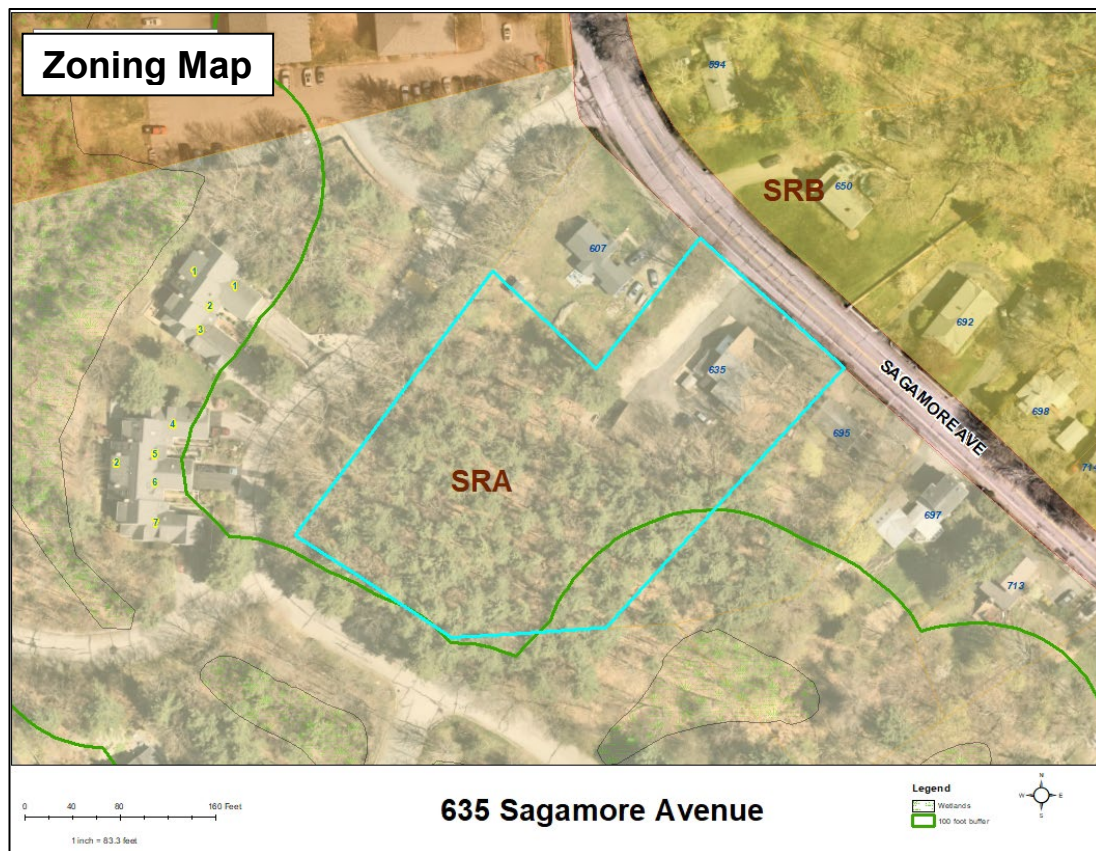 Zoning Map
594
SRB
650
607
1
1
2
3
692
635
SAGAMORE AVE
698
4
695
714
2
5
SRA
6
7
697
713
0 40 80 160 Feet
1 inch = 83.3 feet
635 Sagamore Avenue
Legend
Wetlands
100 foot buffer
N
W E
S